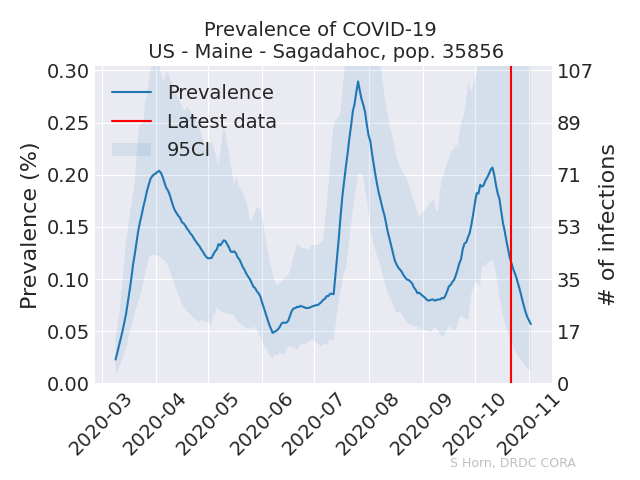 Prevalence of COVID-19
US - Maine - Sagadahoc, pop. 35856
Prevalence (%)
0.30
0.25
0.20
0.15
0.10
0.05
0.00
Prevalence
Latest data
95CI
107
89
71
53
35
17
0
# of infections
2020-03
2020-04
2020-05
2020-06
2020-07
2020-08
2020-09
2020-10
2020-11
S Horn, DRDC CORA